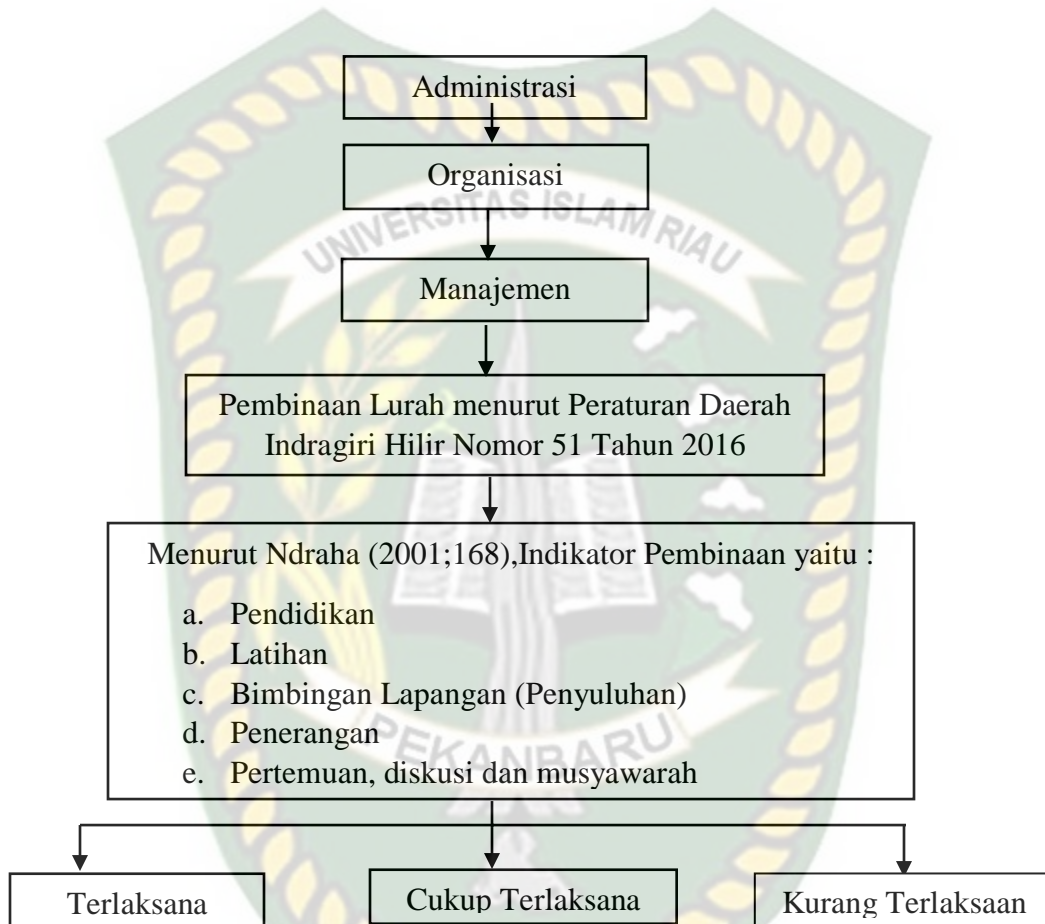 Administrasi
Organisasi
UNIVERSITAS ISLAM RIAU
Manajemen
Pembinaan Lurah menurut Peraturan Daerah
Indragiri Hilir Nomor 51 Tahun 2016
Menurut Ndraha (2001;168),Indikator Pembinaan yaitu :
a. Pendidikan
b. Latihan
c. Bimbingan Lapangan (Penyuluhan)
d. Penerangan
e. Pertemuan, diskusi dan musyawarah
PEKANBARU
Terlaksana
Cukup Terlaksana
Kurang Terlaksaan